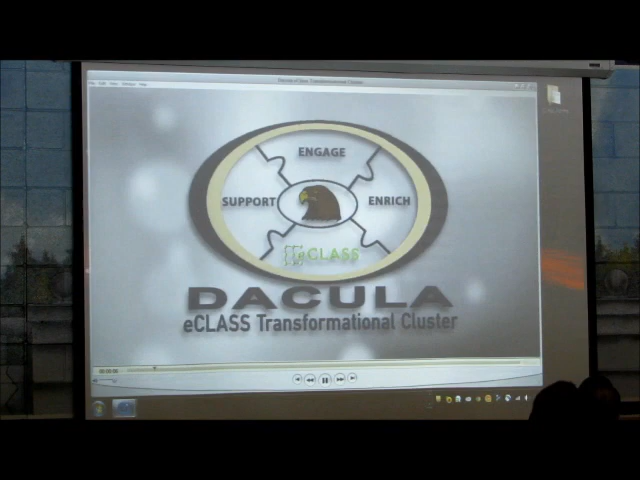 ENGAGE
SUPPORT
ENRICH
eCLASS
DACULA
eCLASS Transformational Cluster